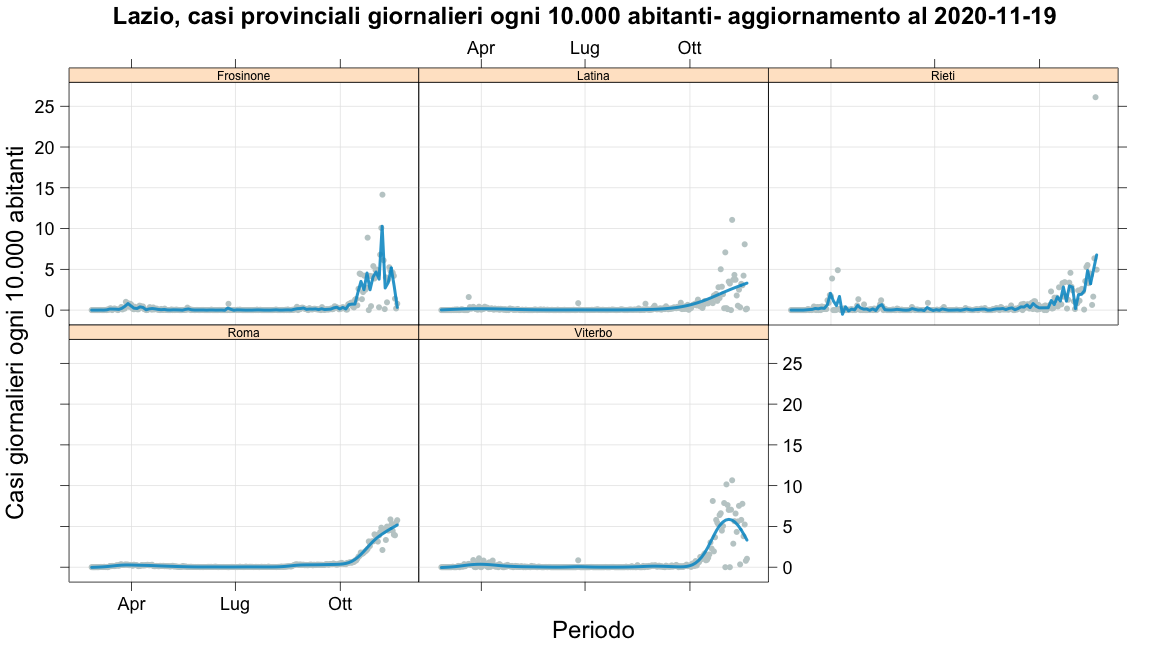 Lazio, casi provinciali giornalieri ogni 10.000 abitanti- aggiornamento al 2020-11-19
Apr Lug Ott
Frosinone Latina Rieti
25
20
15
10
5
0
Casi giornalieri ogni 10.000 abitanti
Roma Viterbo
25
20
15
10
5
0
Apr Lug Ott
Periodo